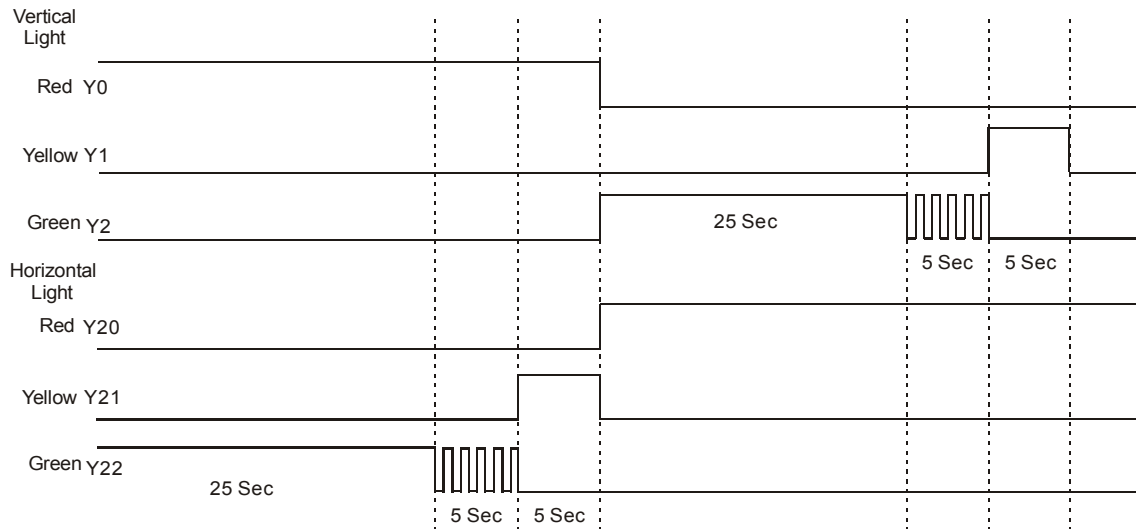 Vertical
Light
Red Y0
Yellow Y1
Green Y2
25 Sec
5 Sec 5 Sec
Horizontal
Light
Red Y20
Yellow Y21
Green Y22
25 Sec
5 Sec 5 Sec